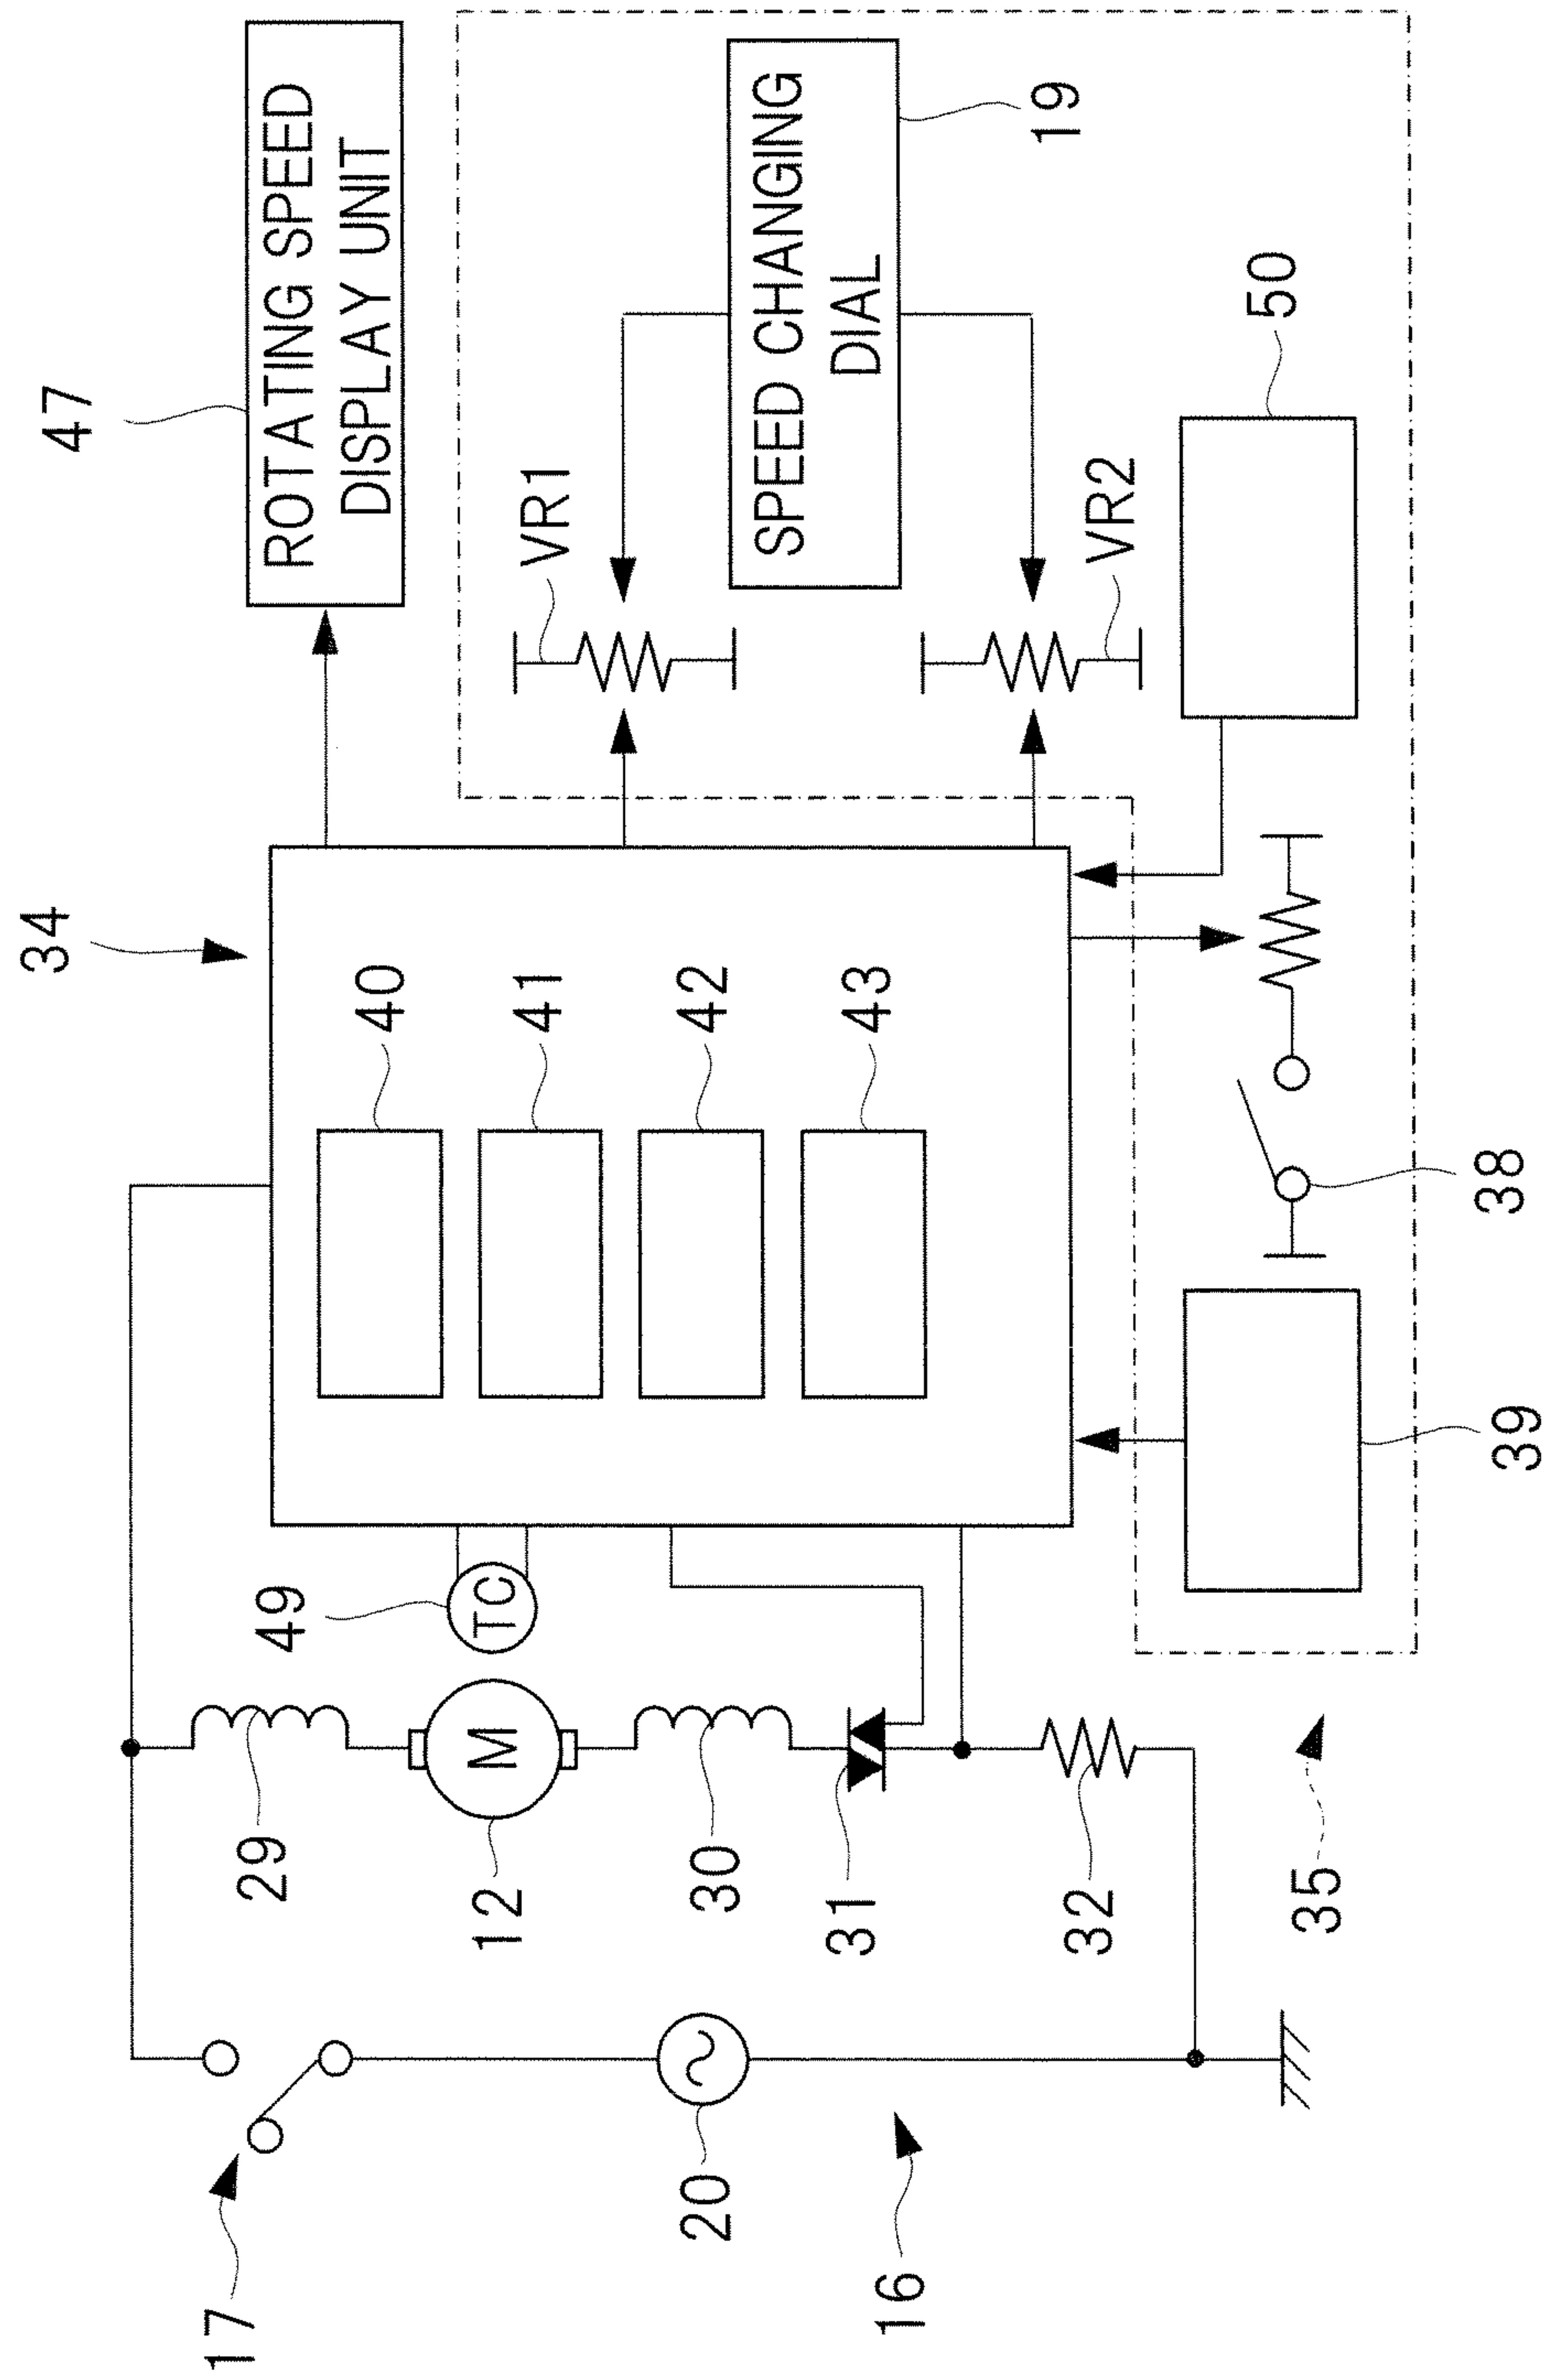 47
ROTATING SPEED
DISPLAY UNIT
34
VR1
SPEED CHANGING
DIAL
19
VR2
50
40
41
42
43
49
TC
38
39
29
M
12
30
31
32
35
17
20
16